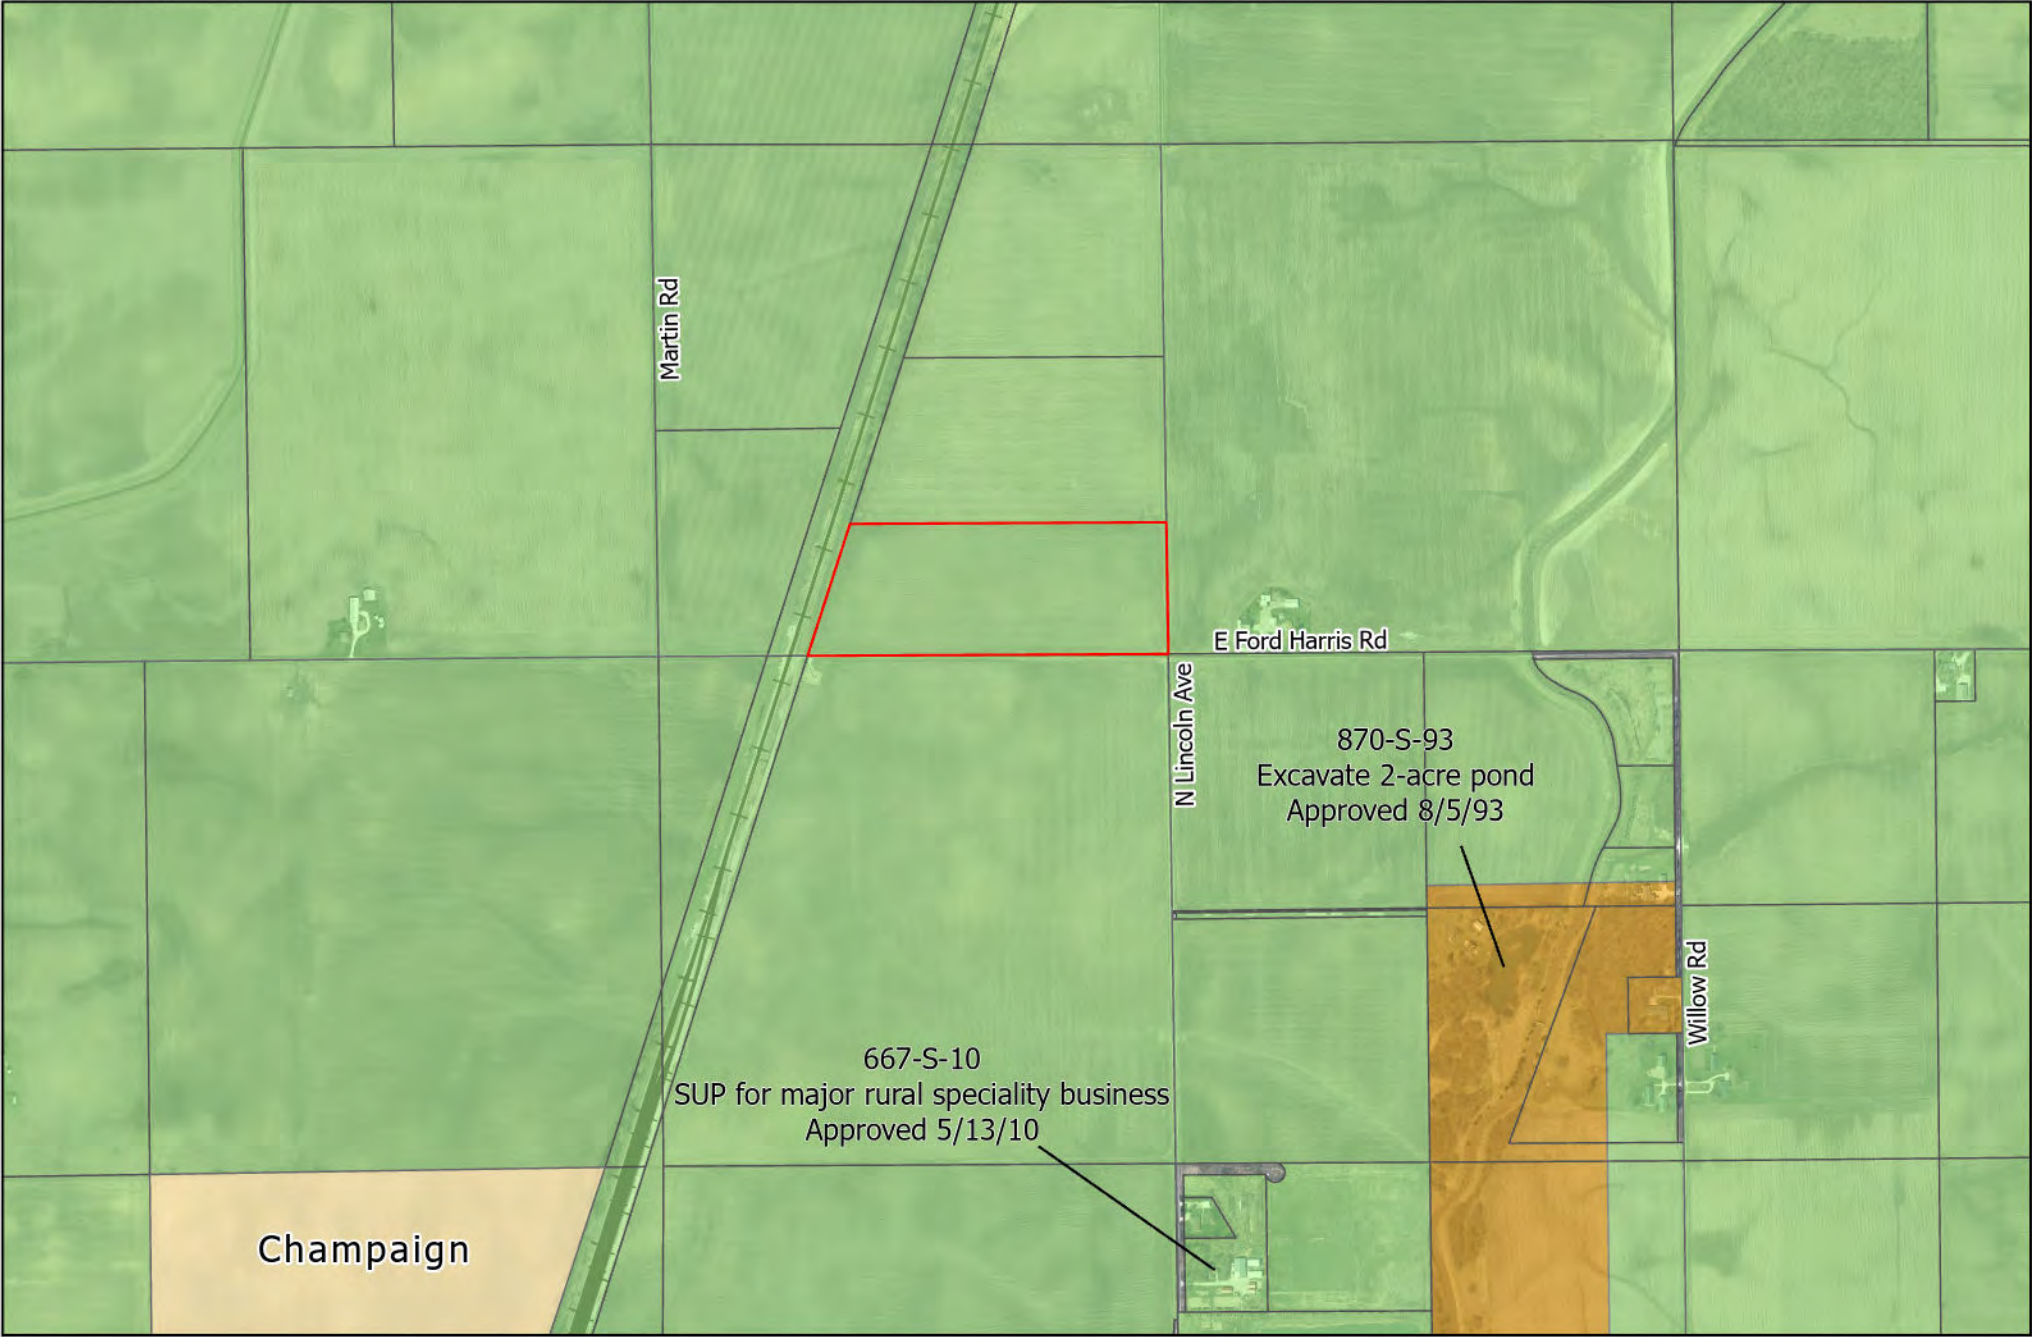 Martin Rd
E Ford Harris Rd
N Lincoln Ave
870-S-93
Excavate 2-acre pond
Approved 8/5/93
Willow Rd
667-S-10
SUP for major rural speciality business
Approved 5/13/10
Champaign